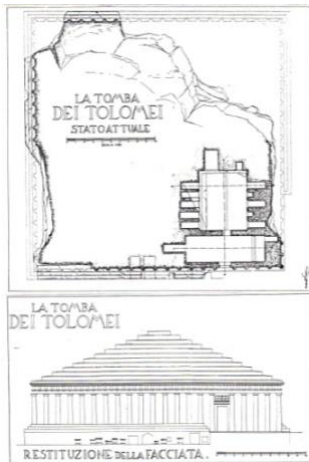 LA TOMBA
DEI TOLOMEI
STATO ATTUALE
LA TOMBA
DEI TOLOMEI
RESTITUZIONE DELLA FACCIATA.